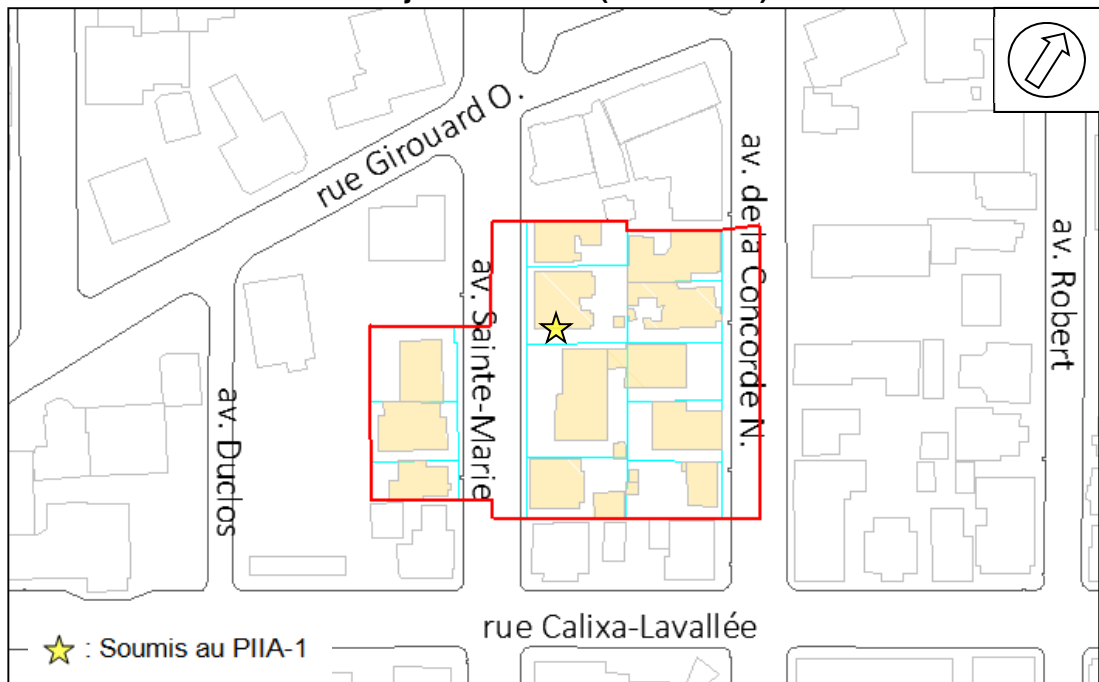 rue Girouard O.
av. de la Concorde N.
av. Robert
av. Sainte-Marie
av. Duclos
rue Calixa-Lavallée
: Soumis au PIIA-1